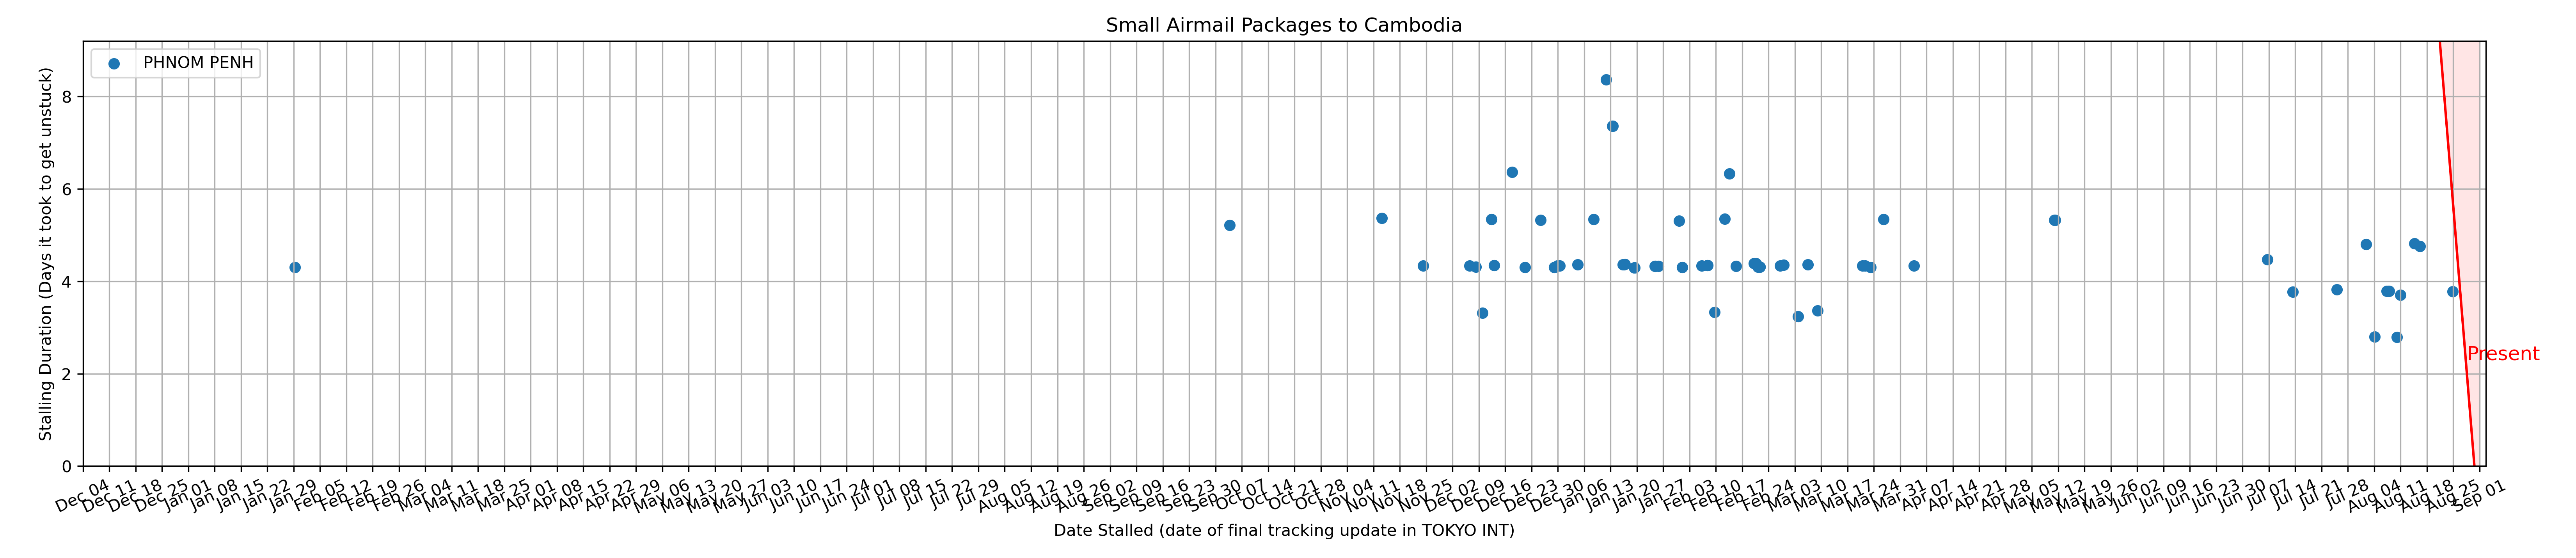 Small Airmail Packages to Cambodia
PHNOM PENH
Stalling Duration (Days it took to get unstuck)
8
6
4
2
0
Present
Dec 04 Dec 11 Dec 18 Dec 25 Jan 01 Jan 08 Jan 15 Jan 22 Jan 29 Feb 05 Feb 12 Feb 19 Feb 26 Mar 04 Mar 11 Mar 18 Mar 25 Apr 01 Apr 08 Apr 15 Apr 22 Apr 29 May 06 May 13 May 20 May 27 Jun 03 Jun 10 Jun 17 Jun 24 Jul 01 Jul 08 Jul 15 Jul 22 Jul 29 Aug 05 Aug 12 Aug 19 Aug 26 Sep 02 Sep 09 Sep 16 Sep 23 Sep 30 Oct 07 Oct 14 Oct 21 Oct 28 Nov 04 Nov 11 Nov 18 Nov 25 Dec 02 Dec 09 Dec 16 Dec 23 Dec 30 Jan 06 Jan 13 Jan 20 Jan 27 Feb 03 Feb 10 Feb 17 Feb 24 Mar 03 Mar 10 Mar 17 Mar 24 Mar 31 Apr 07 Apr 14 Apr 21 Apr 28 May 05 May 12 May 19 May 26 Jun 02 Jun 09 Jun 16 Jun 23 Jun 30 Jul 07 Jul 14 Jul 21 Jul 28 Aug 04 Aug 11 Aug 18 Aug 25 Sep 01
Date Stalled (date of final tracking update in TOKYO INT)